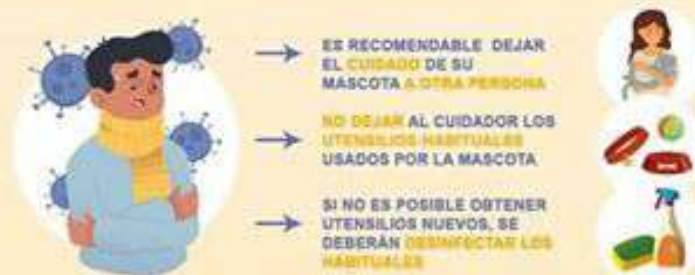 ES RECOMENDABLE DEJAR
EL CUIDADO DE SU
MASCOTA A OTRA PERSONA
NO DEJAR AL CUIDADOR LOS
UTENSILIOS HABITUALES
USADOS POR LA MASCOTA
SI NO ES POSIBLE OBTENER
UTENSILIOS NUEVOS, SE
DEBERÁN DESINFECTAR LOS
HABITUALES